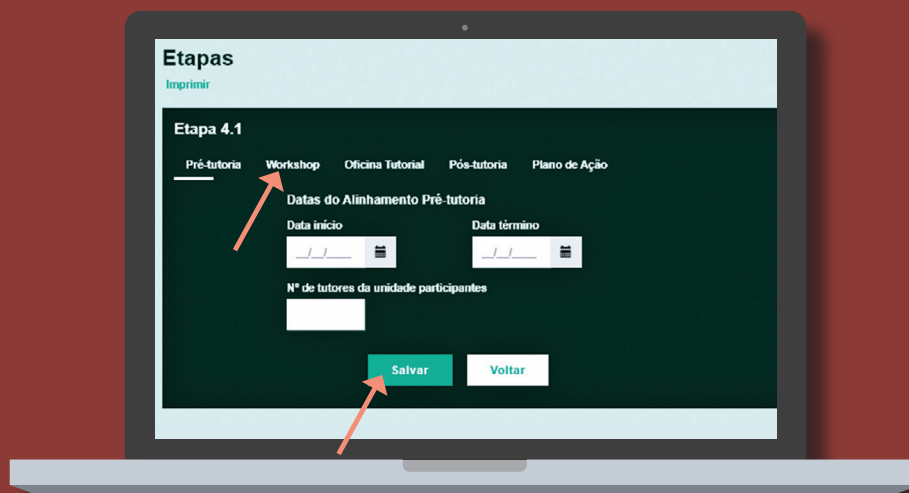 Etapas
Imprimir
Etapa 4.1
Pré-tutoria Workshop Oficina Tutorial Pós-tutoria Plano de Ação
Datas do Alinhamento Pré-tutoria
Data início Data término
__/__/____ __/__/____
Nº de tutores da unidade participantes
Salvar Voltar